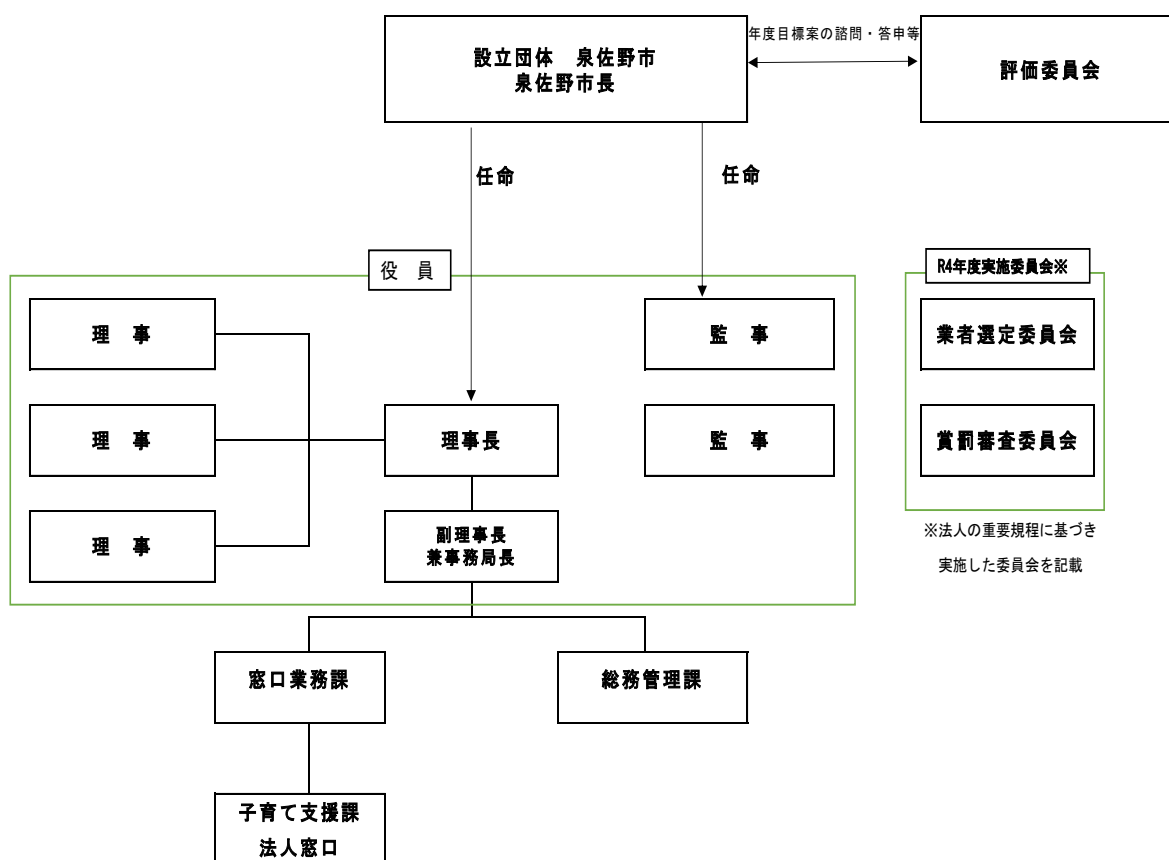 年度目標案の諮問・答申等
設立団体　泉佐野市
泉佐野市長
評価委員会
任命
任命
役　員
R4年度実施委員会※
理　事
監　事
業者選定委員会
理　事
理事長
監　事
賞罰審査委員会
理　事
副理事長
兼事務局長
※法人の重要規程に基づき
実施した委員会を記載
窓口業務課
総務管理課
子育て支援課
法人窓口